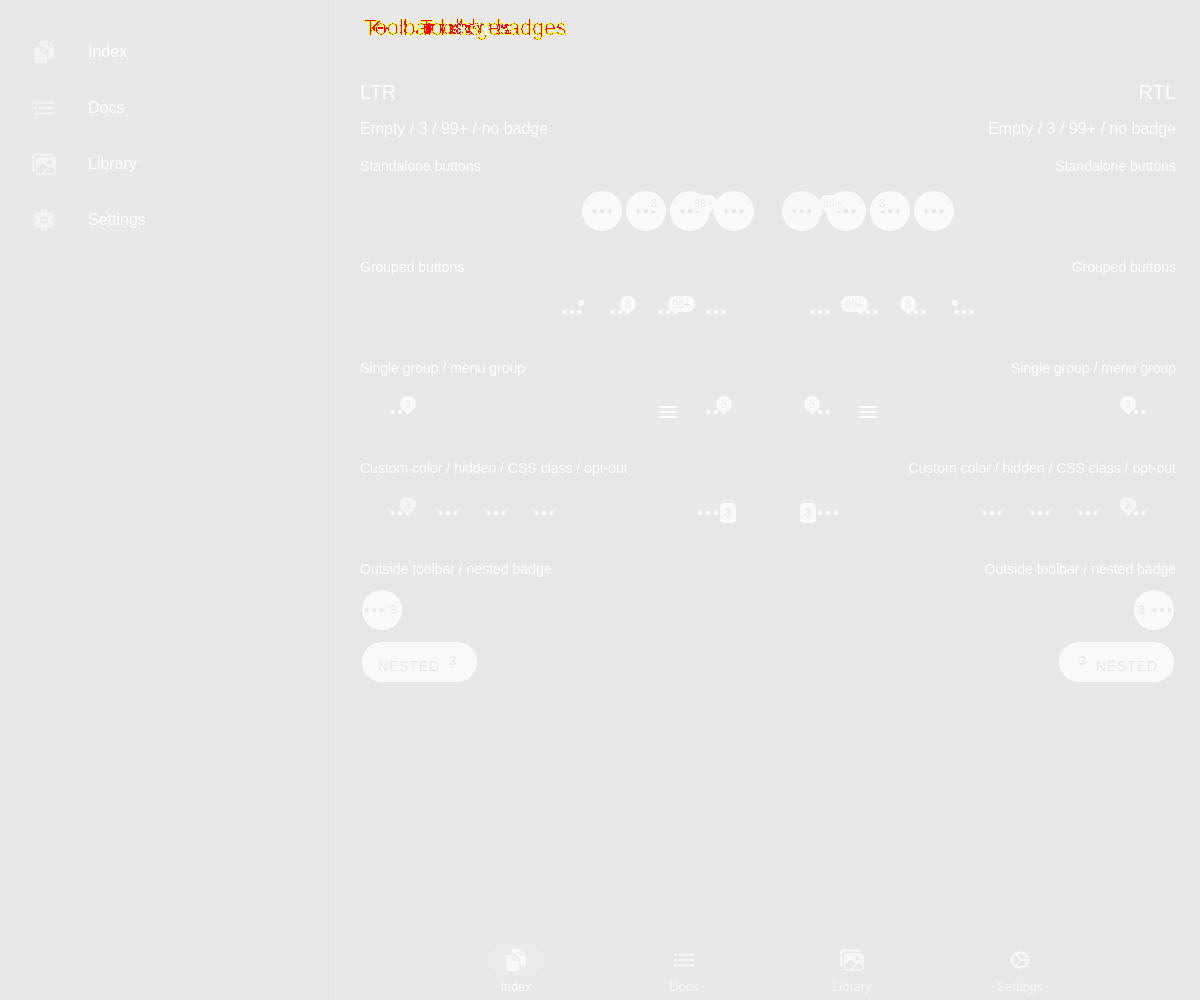 Index
Docs
Library
Settings
LTR
RTL
Empty / 3 / 99+ / no badge
Empty / 3 / 99+ / no badge
Standalone buttons
Standalone buttons
3 99+
99+ 3
Grouped buttons
Grouped buttons
3 99+
99+ 3
Single group / menu group
Single group / menu group
3 3
3 3
Custom color / hidden / CSS class / opt-out
Custom color / hidden / CSS class / opt-out
3 3
3 3
Outside toolbar / nested badge
Outside toolbar / nested badge
3
3
NESTED 3
3 NESTED
Index
Docs
Library
Settings